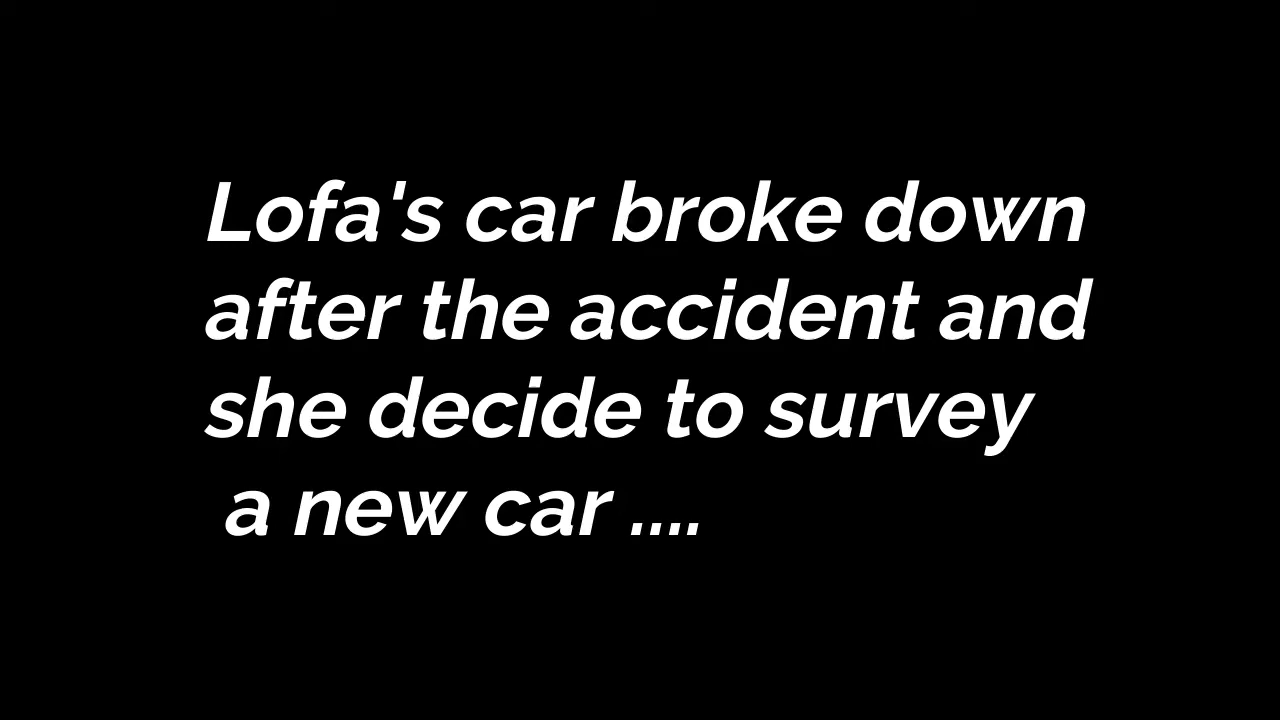 Lofa's car broke down
after the accident and
she decide to survey
a new car ....